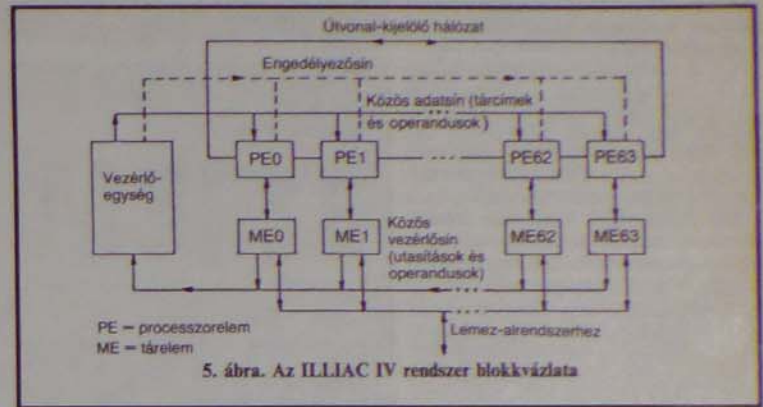 Útvonal-kijelölő hálózat
Engedélyezősín
Közös adatsín (tárcímek
és operandusok)
Vezérlő-
egység
PE0
PE1
PE62
PE63
ME0
ME1
ME62
ME63
Közös
vezérlősín
(utasítások és
operandusok)
PE = processzorelem
ME = tárelem
Lemez-alrendszerhez
5. ábra. Az ILLIAC IV rendszer blokkvázlata